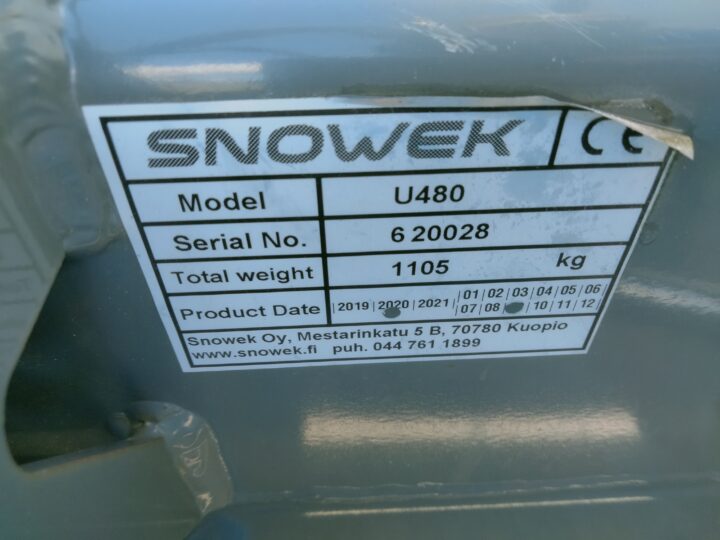 SNOWEK CE
Model U480
Serial No. 6 20028
Total weight 1105 kg
Product Date |2019|2020|2021| |01|02|03|04|05|06
|07|08| |10|11|12|
Snowek Oy, Mestarinkatu 5 B, 70780 Kuopio
www.snowek.fi puh. 044 761 1899